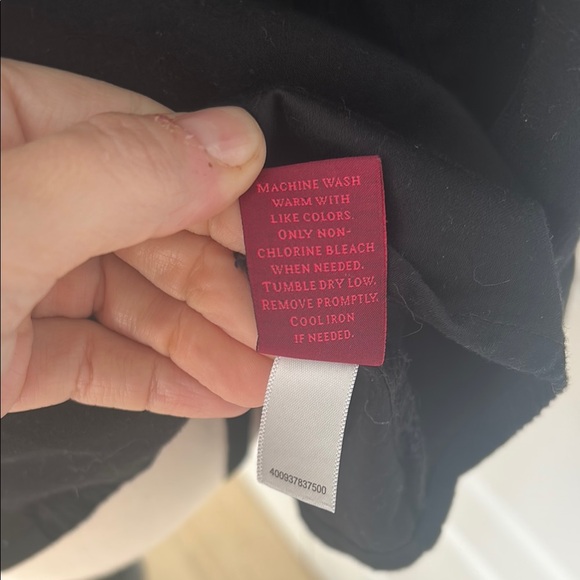 MACHINE WASH
WARM WITH
LIKE COLORS.
ONLY NON-
CHLORINE BLEACH
WHEN NEEDED.
TUMBLE DRY LOW.
REMOVE PROMPTLY.
COOL IRON
IF NEEDED.
400937837500